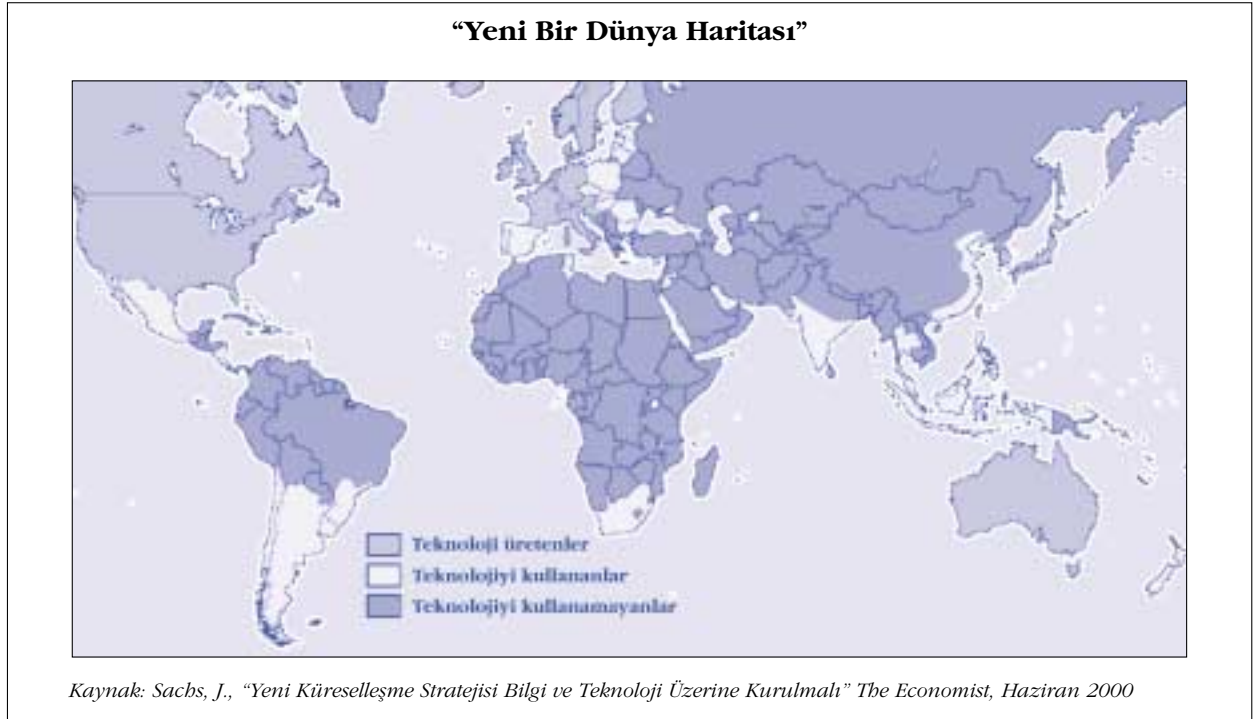 “Yeni Bir Dünya Haritası”
Teknoloji üretenler
Teknolojiyi kullananlar
Teknolojiyi kullanamayanlar
Kaynak: Sachs, J., “Yeni Küreselleşme Stratejisi Bilgi ve Teknoloji Üzerine Kurulmalı” The Economist, Haziran 2000